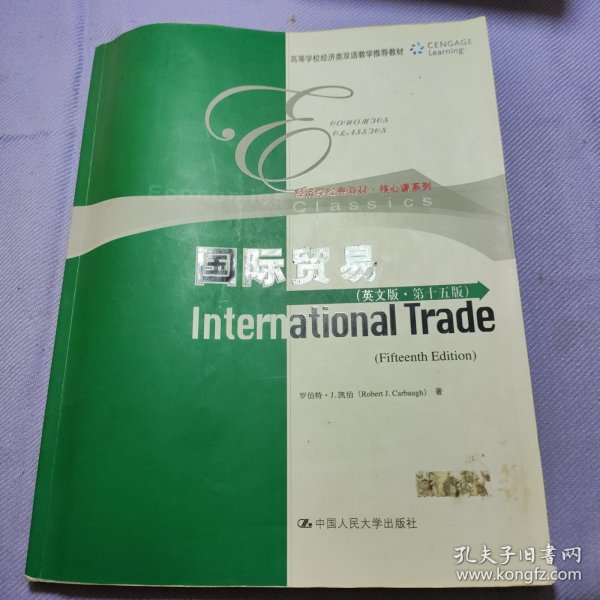 高等学校经济类双语教学推荐教材
CENGAGE
Learning®
ECONOMICS
CLASSICS
经济学经典教材·核心课系列
Economics
Classics
国际贸易
(英文版·第十五版)
International Trade
(Fifteenth Edition)
罗伯特·J.凯伯 (Robert J. Carbaugh) 著
中国人民大学出版社
孔夫子旧书网
www.kongfz.com